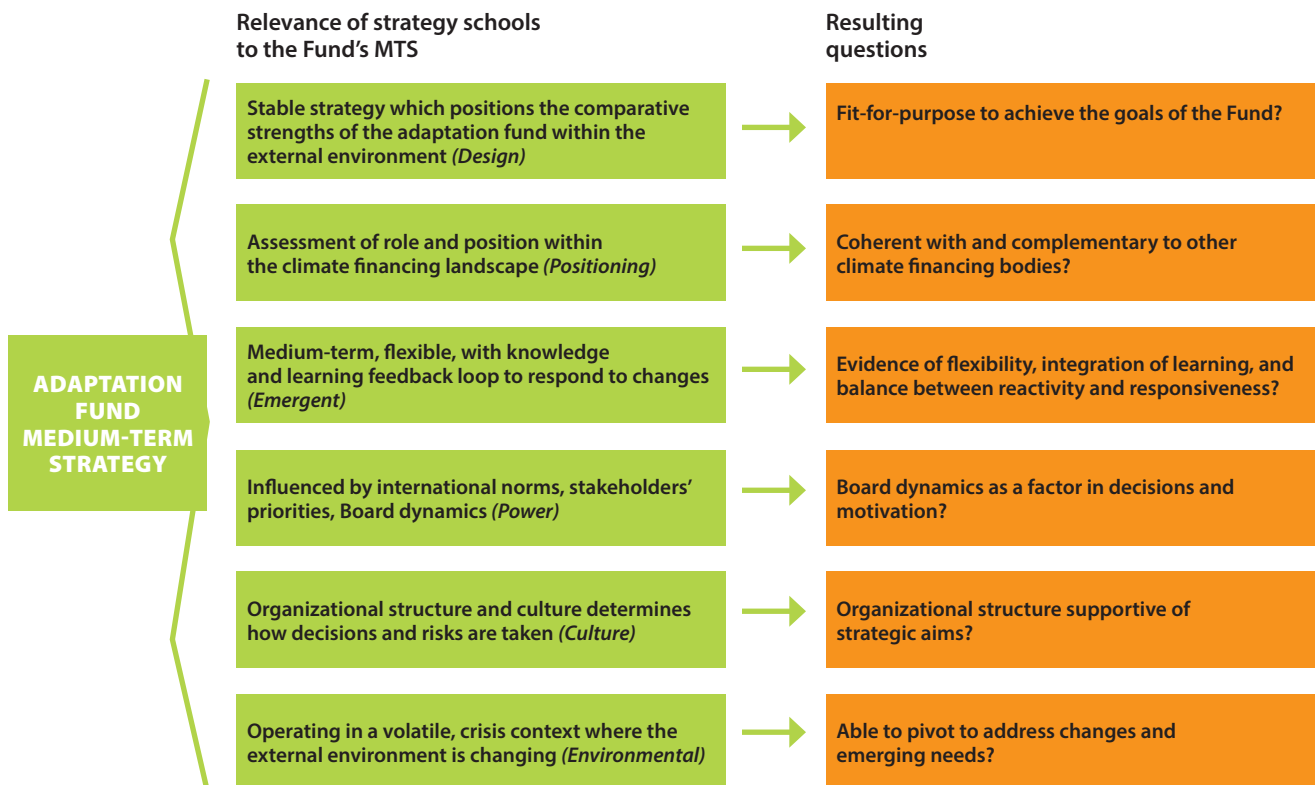 Relevance of strategy schools
to the Fund's MTS
Resulting
questions
ADAPTATION
FUND
MEDIUM-TERM
STRATEGY
Stable strategy which positions the comparative
strengths of the adaptation fund within the
external environment (Design)
Fit-for-purpose to achieve the goals of the Fund?
Assessment of role and position within
the climate financing landscape (Positioning)
Coherent with and complementary to other
climate financing bodies?
Medium-term, flexible, with knowledge
and learning feedback loop to respond to changes
(Emergent)
Evidence of flexibility, integration of learning, and
balance between reactivity and responsiveness?
Influenced by international norms, stakeholders'
priorities, Board dynamics (Power)
Board dynamics as a factor in decisions and
motivation?
Organizational structure and culture determines
how decisions and risks are taken (Culture)
Organizational structure supportive of
strategic aims?
Operating in a volatile, crisis context where the
external environment is changing (Environmental)
Able to pivot to address changes and
emerging needs?